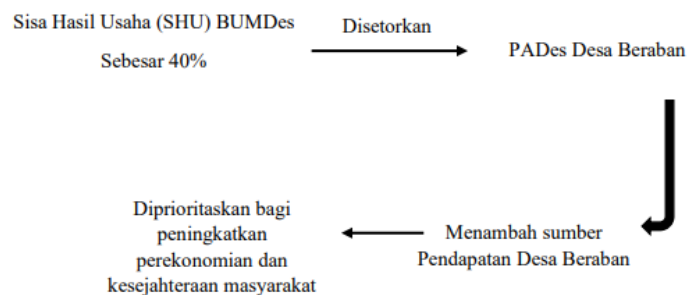 Sisa Hasil Usaha (SHU) BUMDes
Sebesar 40%
Disetorkan
PADes Desa Beraban
Menambah sumber
Pendapatan Desa Beraban
Diprioritaskan bagi
peningkatkan
perekonomian dan
kesejahteraan masyarakat